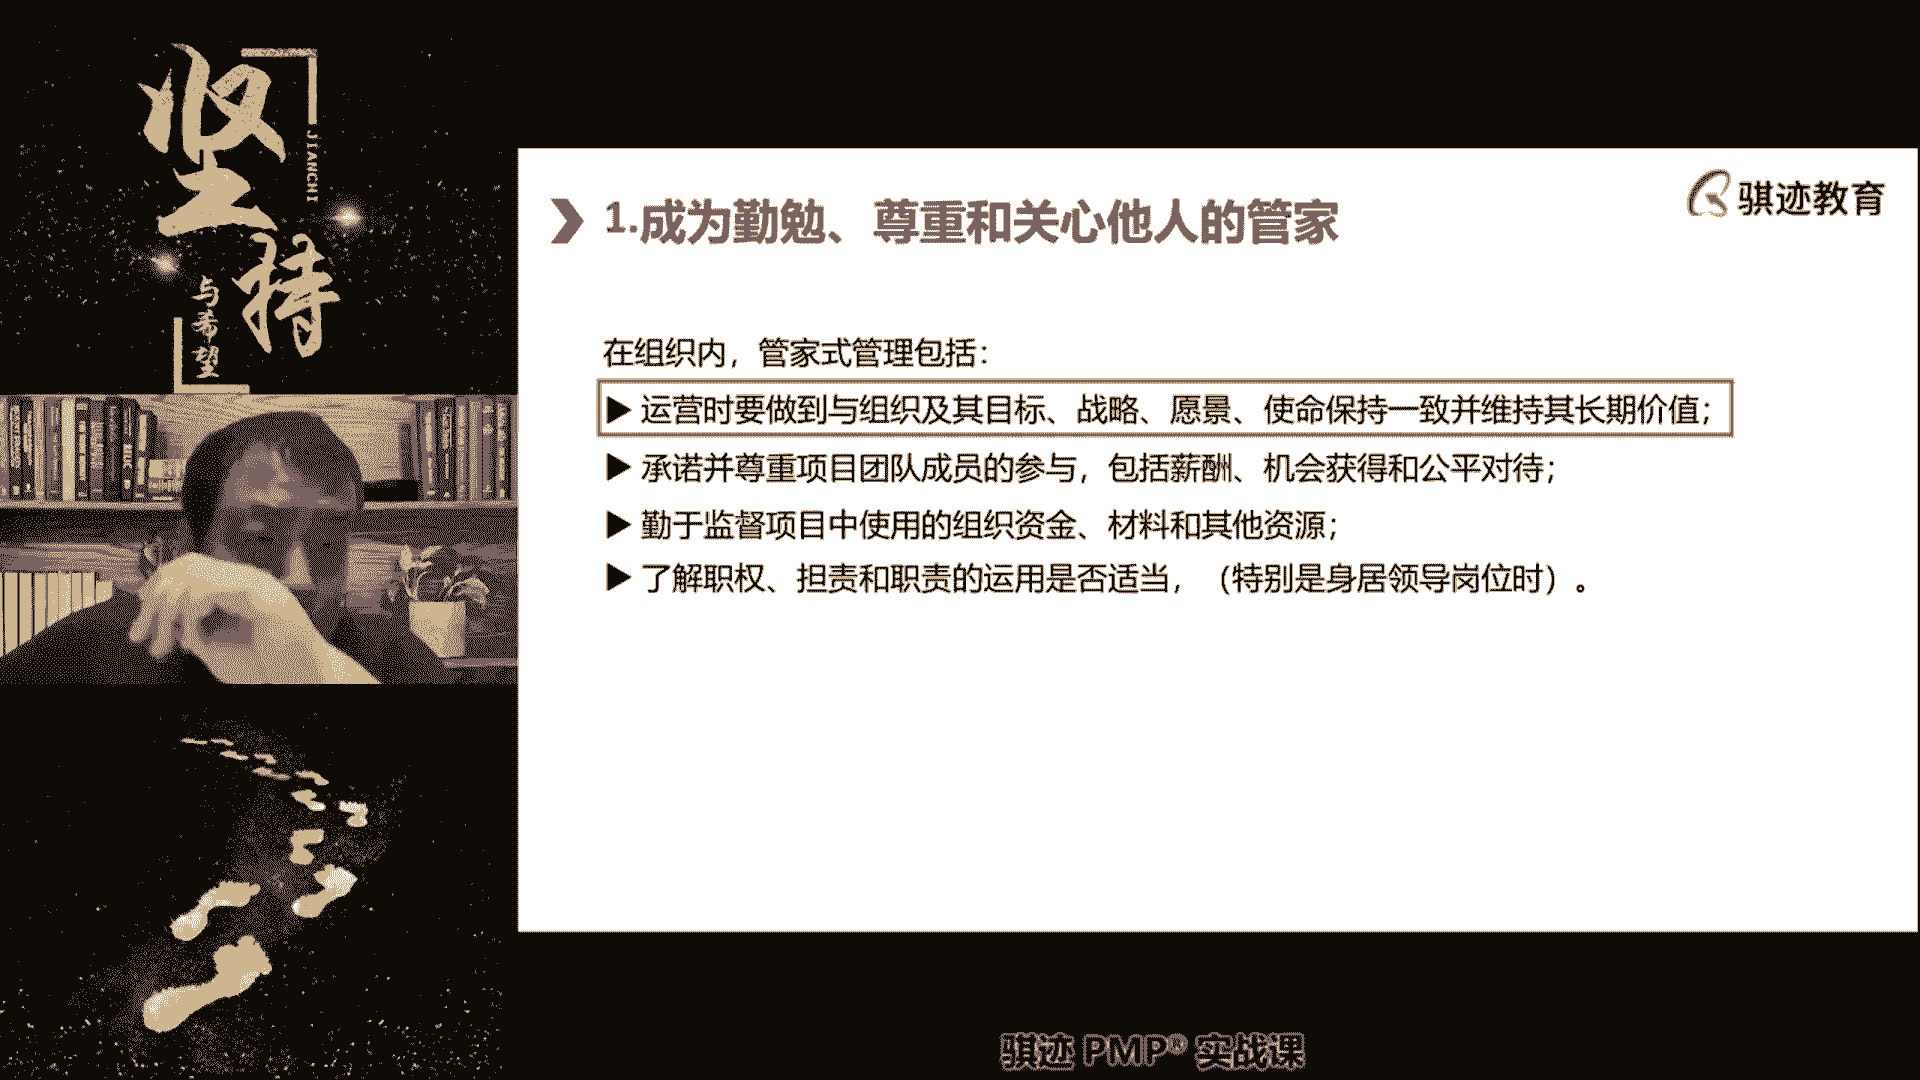 坚持
JIANCHI
与希望
骐迹教育
1.成为勤勉、尊重和关心他人的管家
在组织内，管家式管理包括：
▶ 运营时要做到与组织及其目标、战略、愿景、使命保持一致并维持其长期价值；
▶ 承诺并尊重项目团队成员的参与，包括薪酬、机会获得和公平对待；
▶ 勤于监督项目中使用的组织资金、材料和其他资源；
▶ 了解职权、担责和职责的运用是否适当，（特别是身居领导岗位时）。
骐迹 PMP® 实战课